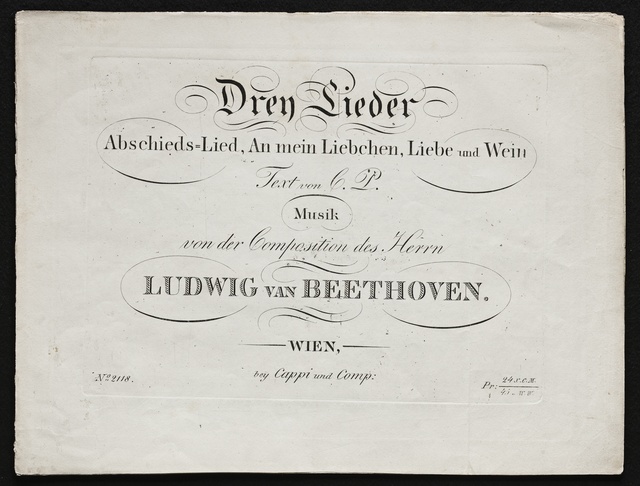 Drey Lieder
Abschieds=Lied, An mein Liebchen, Liebe und Wein
Text von C. P.
Musik
von der Composition des Herrn
LUDWIG VAN BEETHOVEN.
WIEN,
bey Cappi und Comp:
No 2118.
Pr: